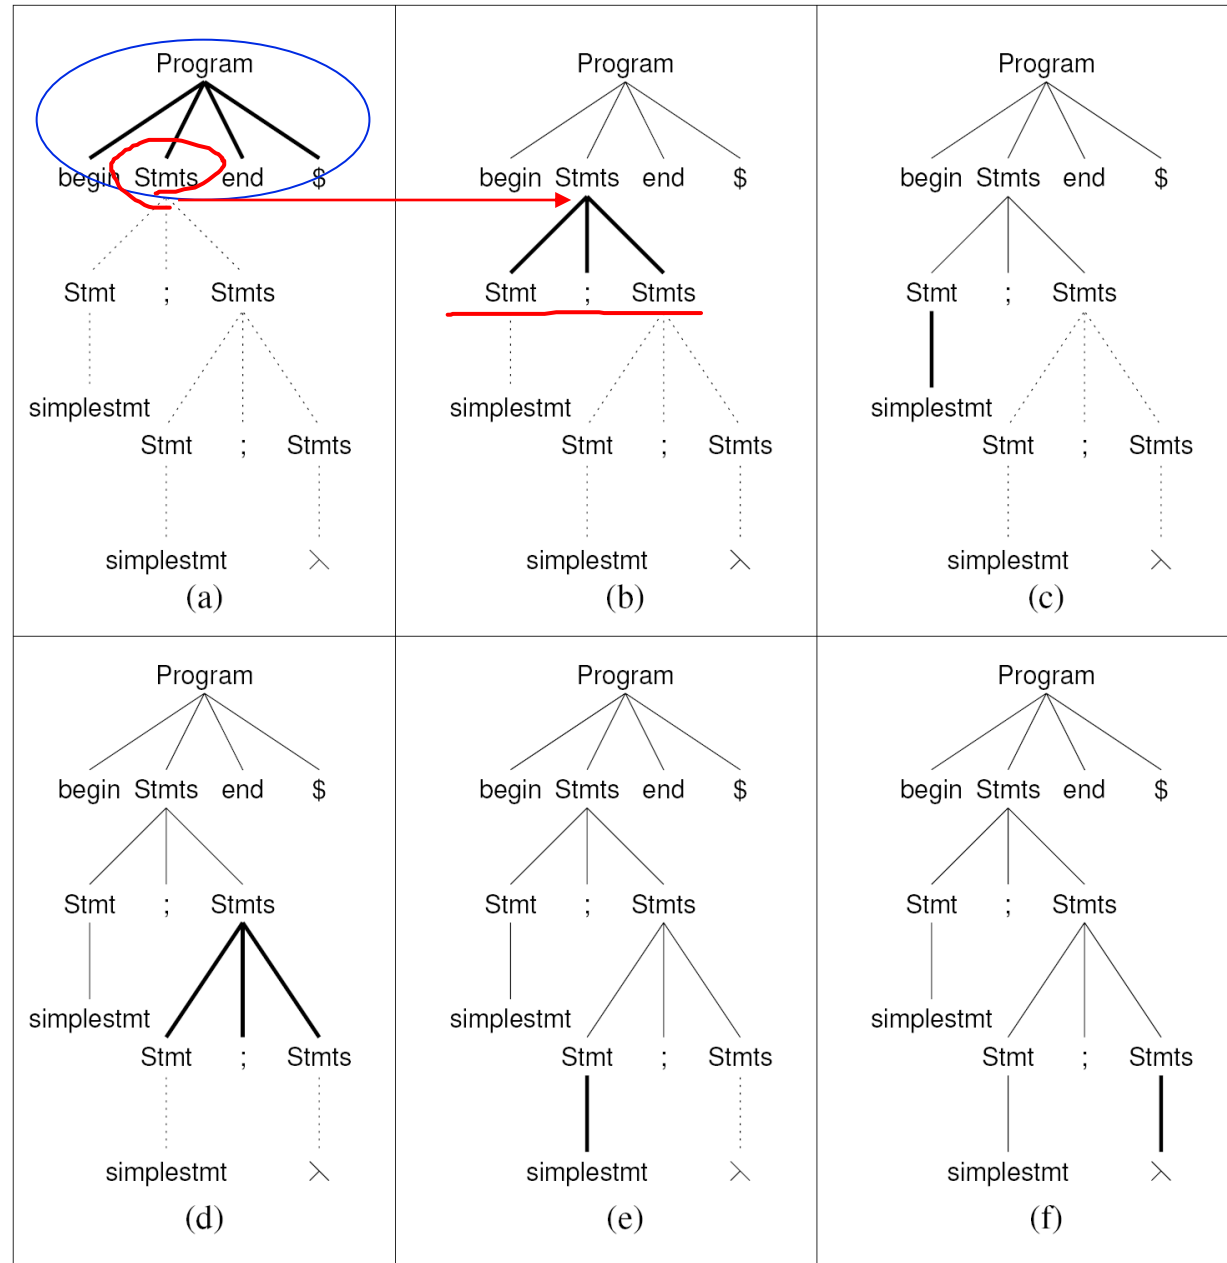 Program
begin Stmts end $
Stmt ; Stmts
simplestmt
Stmt ; Stmts
simplestmt λ
(a)
Program
begin Stmts end $
Stmt ; Stmts
simplestmt
Stmt ; Stmts
simplestmt λ
(b)
Program
begin Stmts end $
Stmt ; Stmts
simplestmt
Stmt ; Stmts
simplestmt λ
(c)
Program
begin Stmts end $
Stmt ; Stmts
simplestmt
Stmt ; Stmts
simplestmt λ
(d)
Program
begin Stmts end $
Stmt ; Stmts
simplestmt
Stmt ; Stmts
simplestmt λ
(e)
Program
begin Stmts end $
Stmt ; Stmts
simplestmt
Stmt ; Stmts
simplestmt λ
(f)